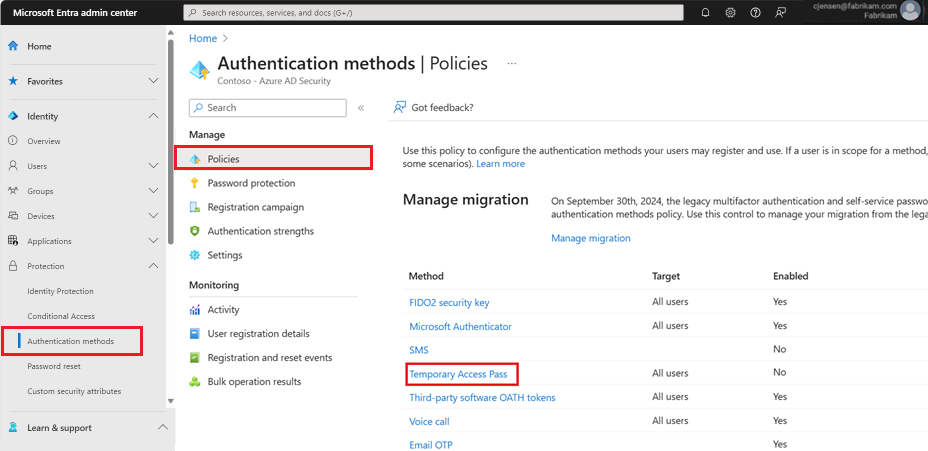 Microsoft Entra admin center
Search resources, services, and docs (G+/)
cjensen@fabrikam.com
Fabrikam
Home
Favorites
Identity
Overview
Users
Groups
Devices
Applications
Protection
Identity Protection
Conditional Access
Authentication methods
Password reset
Custom security attributes
Learn & support
Home
Authentication methods | Policies ...
Contoso - Azure AD Security
Search
Manage
Policies
Password protection
Registration campaign
Authentication strengths
Settings
Monitoring
Activity
User registration details
Registration and reset events
Bulk operation results
Got feedback?
Use this policy to configure the authentication methods your users may register and use. If a user is in scope for a method,
some scenarios). Learn more
Manage migration
On September 30th, 2024, the legacy multifactor authentication and self-service passwo
authentication methods policy. Use this control to manage your migration from the lega
Manage migration
Method Target Enabled
FIDO2 security key All users Yes
Microsoft Authenticator All users Yes
SMS No
Temporary Access Pass All users No
Third-party software OATH tokens All users Yes
Voice call All users Yes
Email OTP Yes